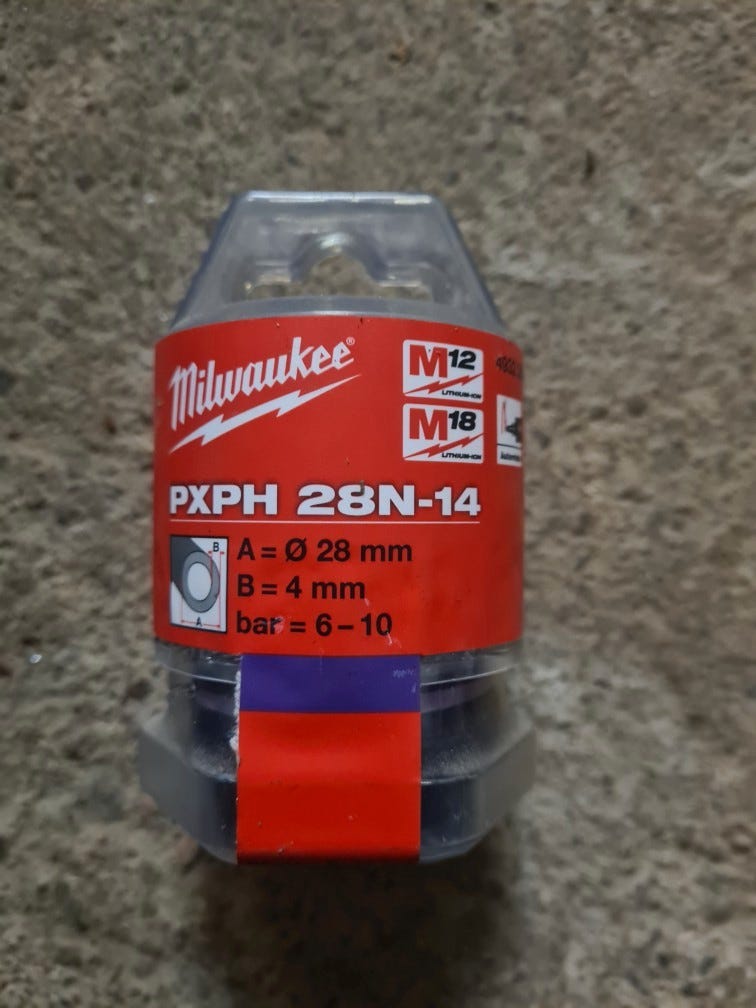 Milwaukee®
M12
LITHIUM-ION
M18
LITHIUM-ION
PXPH 28N-14
B
A
A = Ø 28 mm
B = 4 mm
bar = 6–10